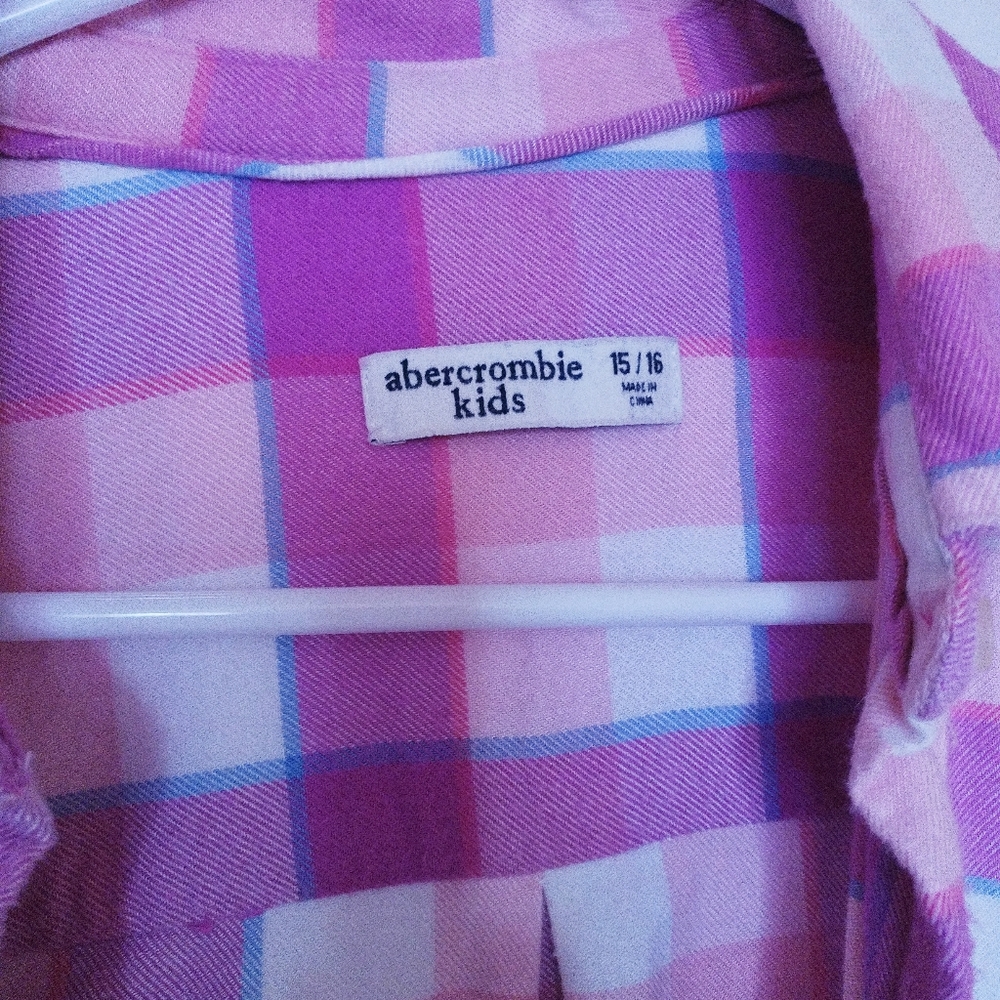 abercrombie
kids
15 / 16
MADE IN
CHINA